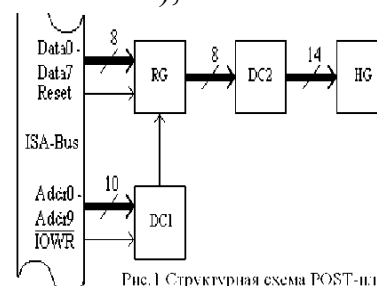 Data0 -
Data7
Reset
8
RG
8
DC2
14
HG
ISA-Bus
Addr0 -
Addr9
IOWR
10
DC1
Рис.1 Структурная схема POST-пл